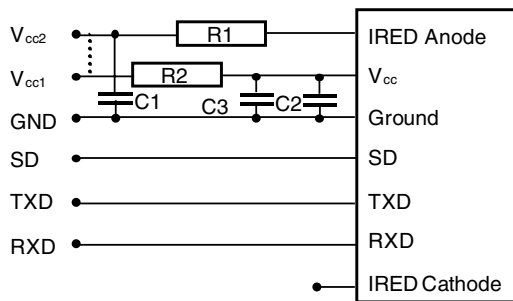 Vcc2 R1 IRED Anode
Vcc1 R2 Vcc
C1 C3 C2
GND Ground
SD SD
TXD TXD
RXD RXD
IRED Cathode